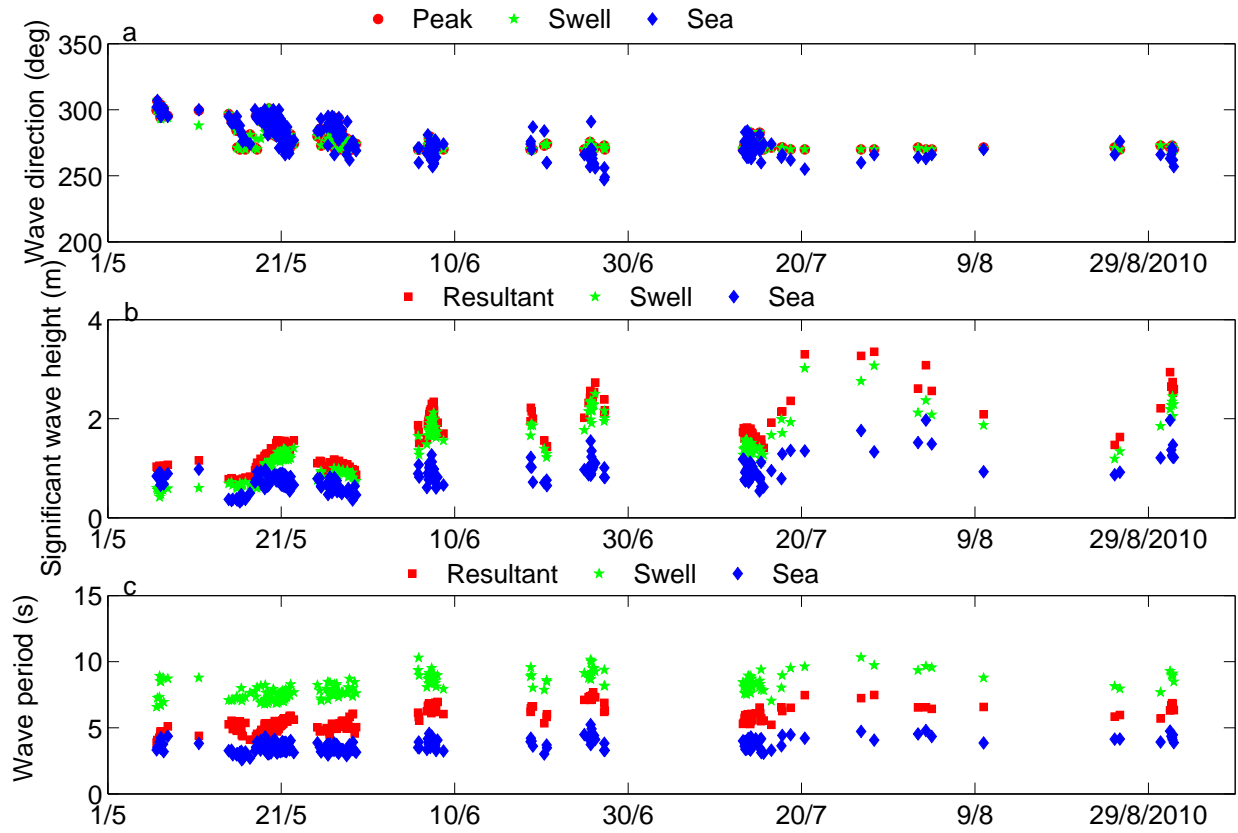 Peak Swell Sea
a
Wave direction (deg)
350
300
250
200
1/5 21/5 10/6 30/6 20/7 9/8 29/8/2010
Resultant Swell Sea
b
Significant wave height (m)
4
2
0
1/5 21/5 10/6 30/6 20/7 9/8 29/8/2010
Resultant Swell Sea
c
Wave period (s)
15
10
5
0
1/5 21/5 10/6 30/6 20/7 9/8 29/8/2010